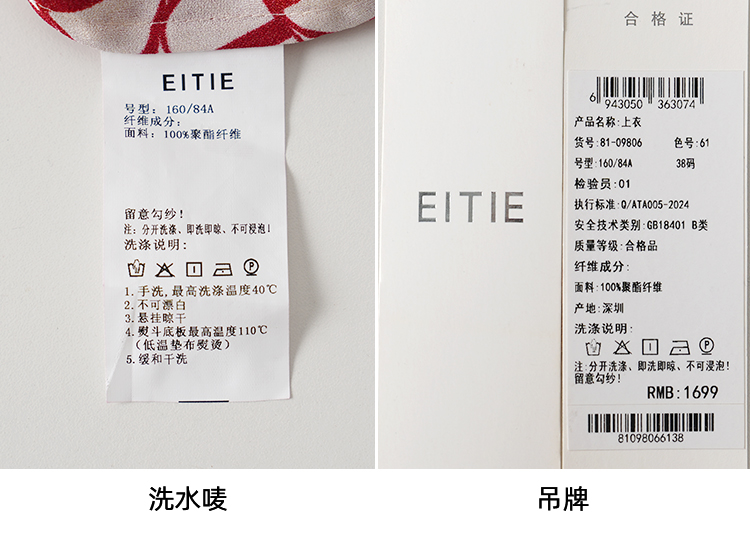 EITIE
号型：160/84A
纤维成分：
面料：100%聚酯纤维
留意勾纱！
注：分开洗涤、即洗即晾、不可浸泡！
洗涤说明：
1.手洗,最高洗涤温度40℃
2.不可漂白
3.悬挂晾干
4.熨斗底板最高温度110℃
（低温垫布熨烫）
5.缓和干洗
洗水唛
EITIE
合格证
6 943050 363074
产品名称:上衣
货号:81-09806 色号:61
号型:160/84A 38码
检验员:01
执行标准:Q/ATA005-2024
安全技术类别:GB18401 B类
质量等级:合格品
纤维成分:
面料:100%聚酯纤维
产地:深圳
洗涤说明:
注:分开洗涤、即洗即晾、不可浸泡!
留意勾纱!
RMB:1699
81098066138
吊牌